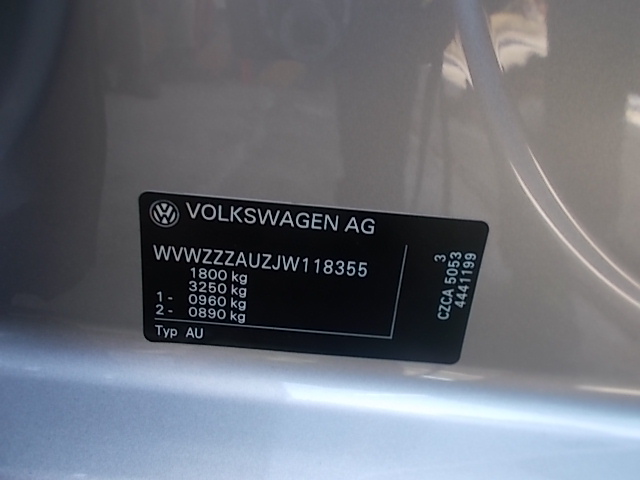 VOLKSWAGEN AG
WVWZZZAUZJW118355
1800 kg
3250 kg
1 - 0960 kg
2 - 0890 kg
Typ AU
3
CZCA 5053
4441199